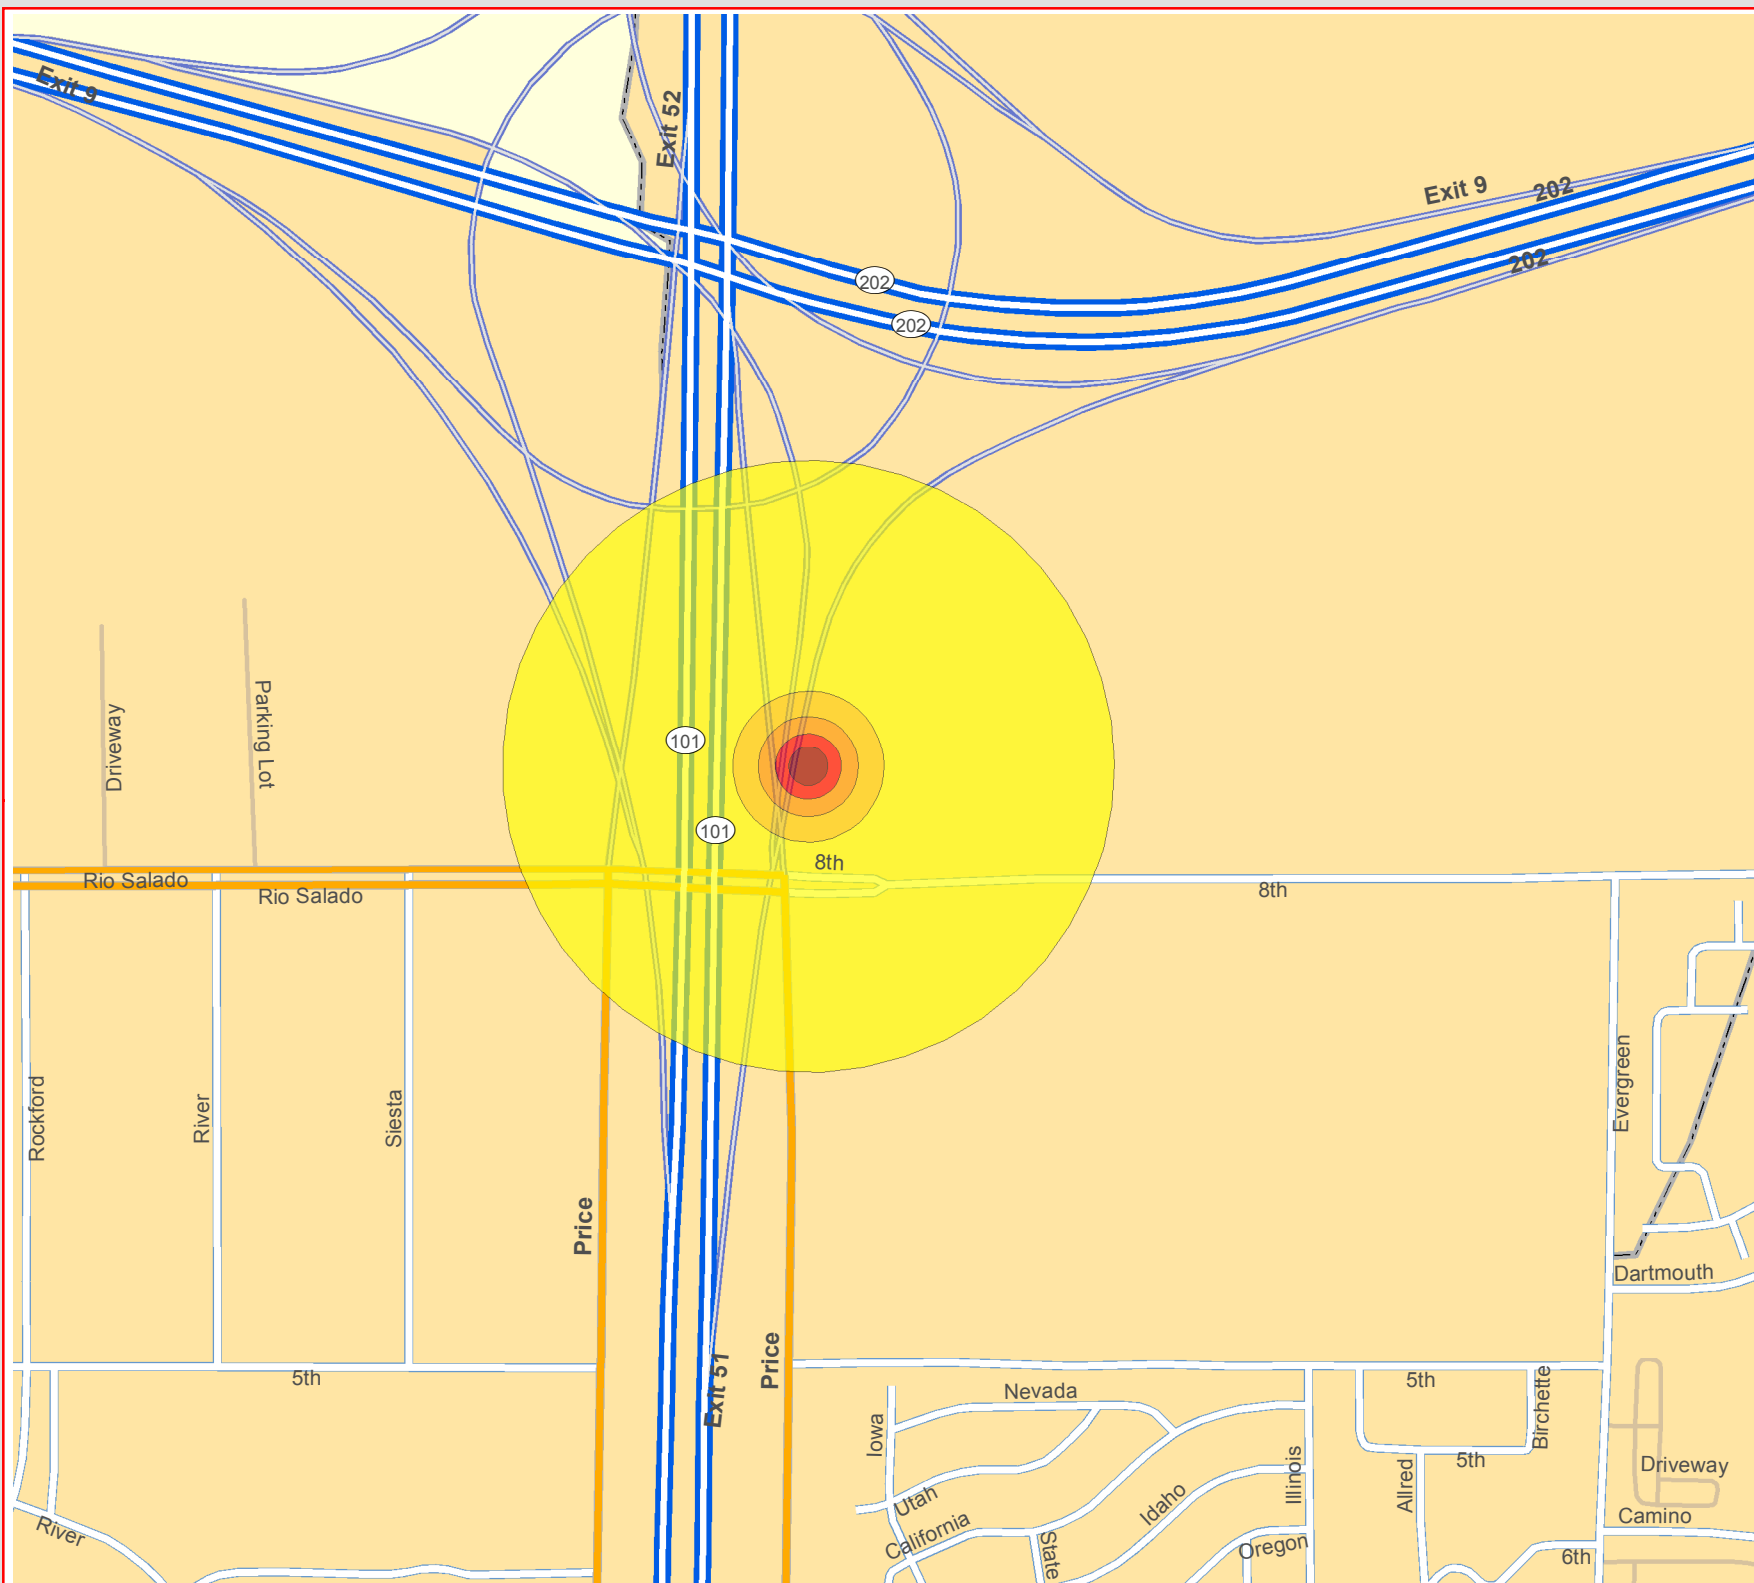 Exit 9
Exit 52
Exit 9
202
202
202
202
Driveway
Parking Lot
101
101
8th
Rio Salado
Rio Salado
8th
Rockford
River
Siesta
Evergreen
Price
Dartmouth
Price
Exit 51
5th
Nevada
5th
Birchette
Iowa
Illinois
5th
Allred
Driveway
Utah
Idaho
California
State
Oregon
Camino
6th
River